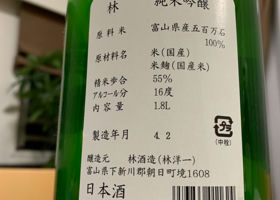 林 純米吟醸
原料米 富山県産五百万石
100%
原材料名 米(国産)
米麹(国産米)
精米歩合 55%
アルコール分 16度
内容量 1.8L
製造年月 4.2
醸造元 林酒造(林洋一)
富山県下新川郡朝日町境1608
日本酒
プラ
(中栓)